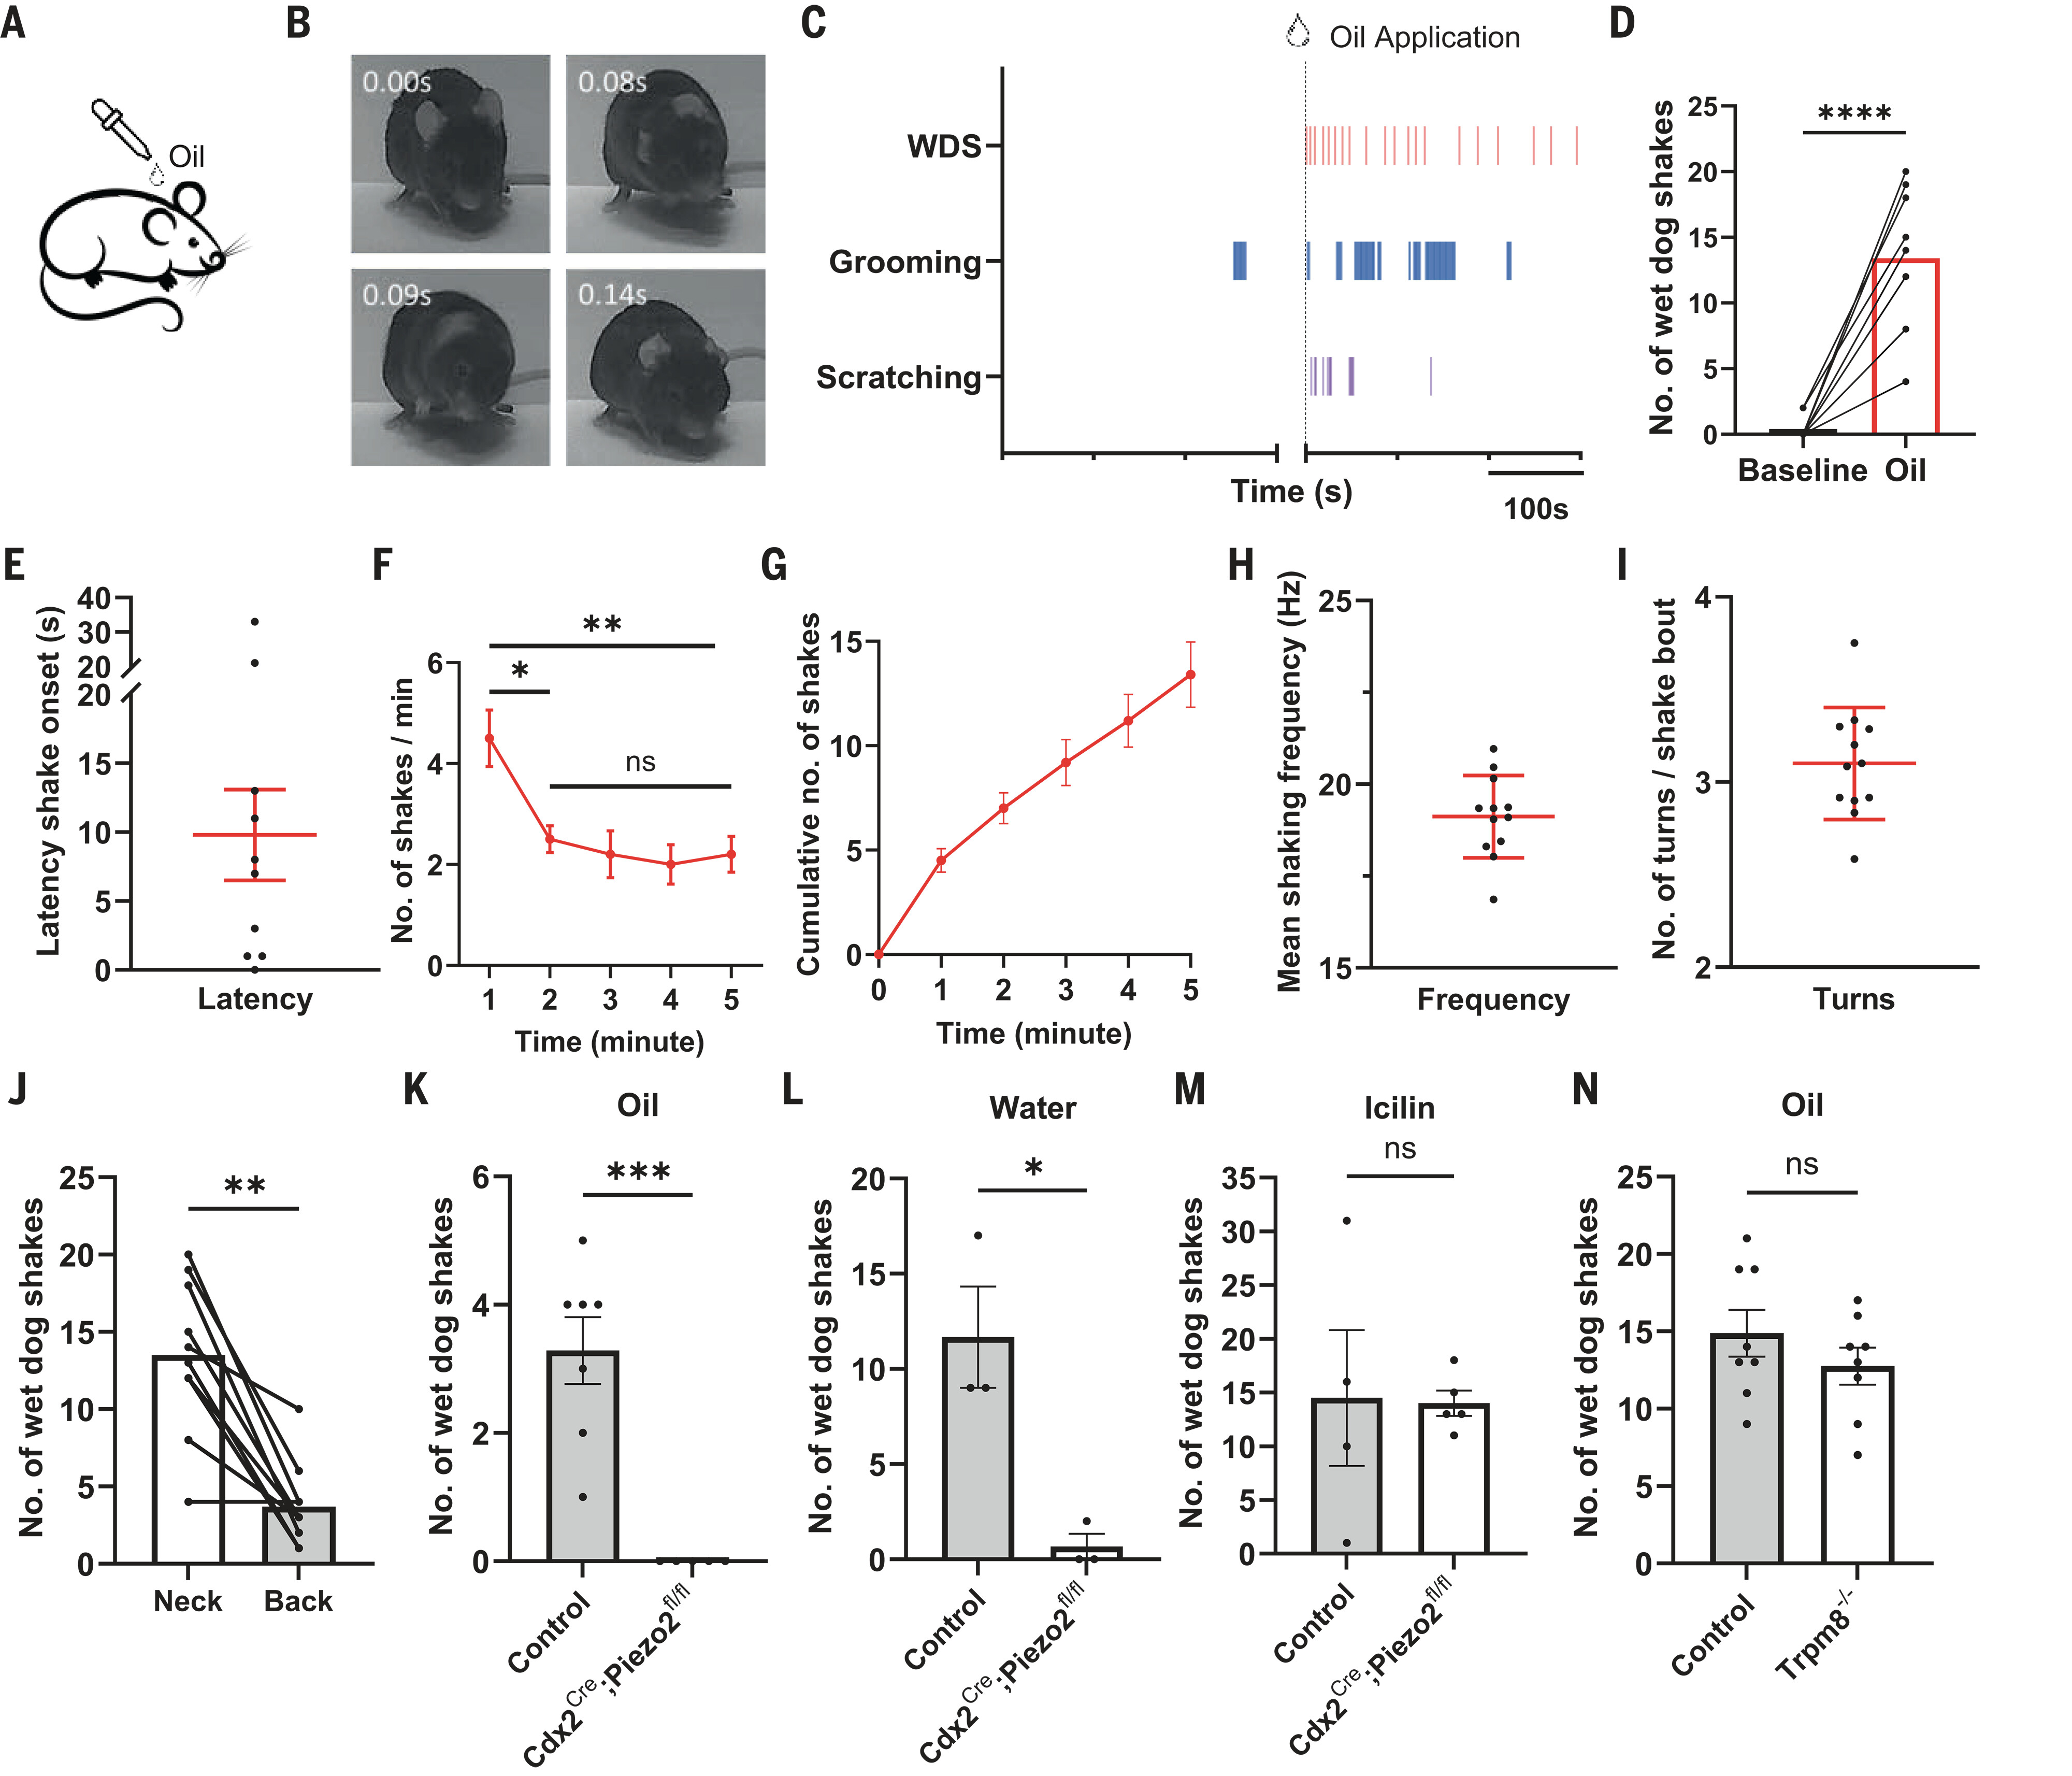 A
Oil
B
0.00s
0.08s
0.09s
0.14s
C
Oil Application
WDS
Grooming
Scratching
Time (s)
100s
D
No. of wet dog shakes
25
20
15
10
5
0
****
Baseline Oil
E
Latency shake onset (s)
40
30
20
20
15
10
5
0
Latency
F
No. of shakes / min
6
4
2
0
**
*
ns
1 2 3 4 5
Time (minute)
G
Cumulative no. of shakes
15
10
5
0
0 1 2 3 4 5
Time (minute)
H
Mean shaking frequency (Hz)
25
20
15
Frequency
I
No. of turns / shake bout
4
3
2
Turns
J
No. of wet dog shakes
25
20
15
10
5
0
**
Neck Back
K
Oil
No. of wet dog shakes
6
4
2
0
***
Control
Cdx2Cre;Piezo2fl/fl
L
Water
No. of wet dog shakes
20
15
10
5
0
*
Control
Cdx2Cre;Piezo2fl/fl
M
Icilin
No. of wet dog shakes
35
30
25
20
15
10
5
0
ns
Control
Cdx2Cre;Piezo2fl/fl
N
Oil
No. of wet dog shakes
25
20
15
10
5
0
ns
Control
Trpm8-/-